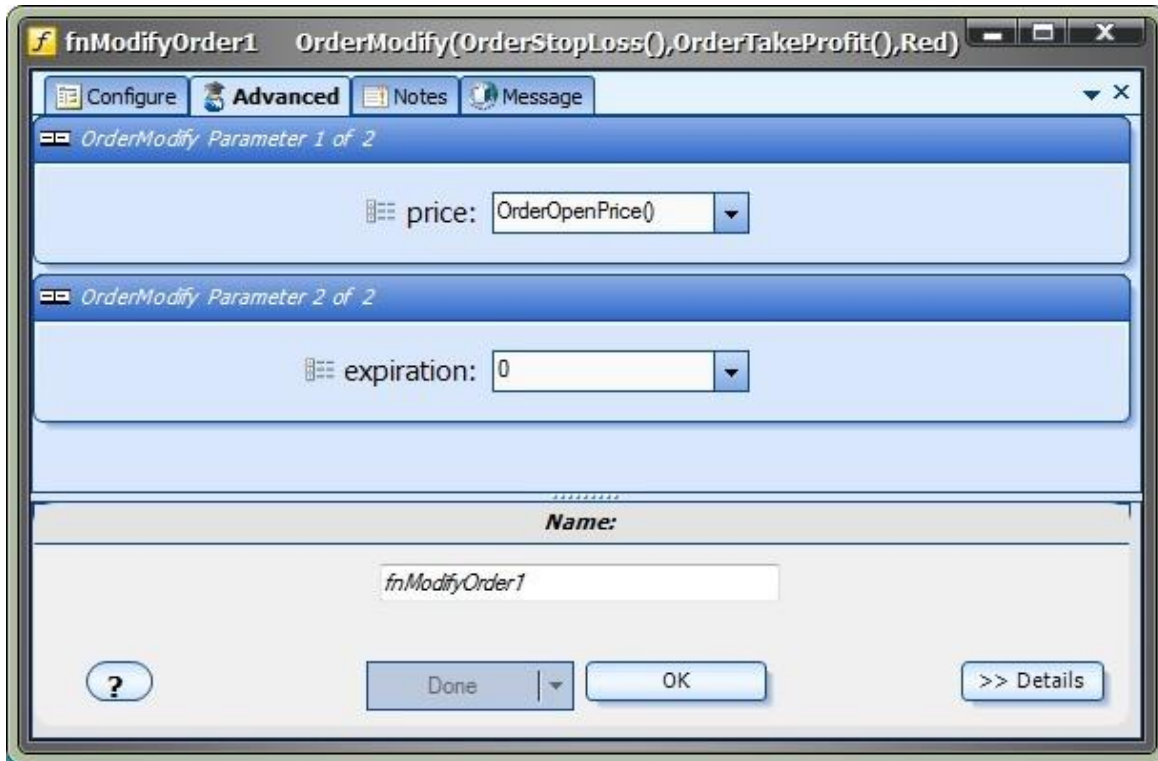 fnModifyOrder1 OrderModify(OrderStopLoss(),OrderTakeProfit(),Red)
Configure Advanced Notes Message
OrderModify Parameter 1 of 2
price: OrderOpenPrice()
OrderModify Parameter 2 of 2
expiration: 0
Name:
fnModifyOrder1
? Done OK >> Details